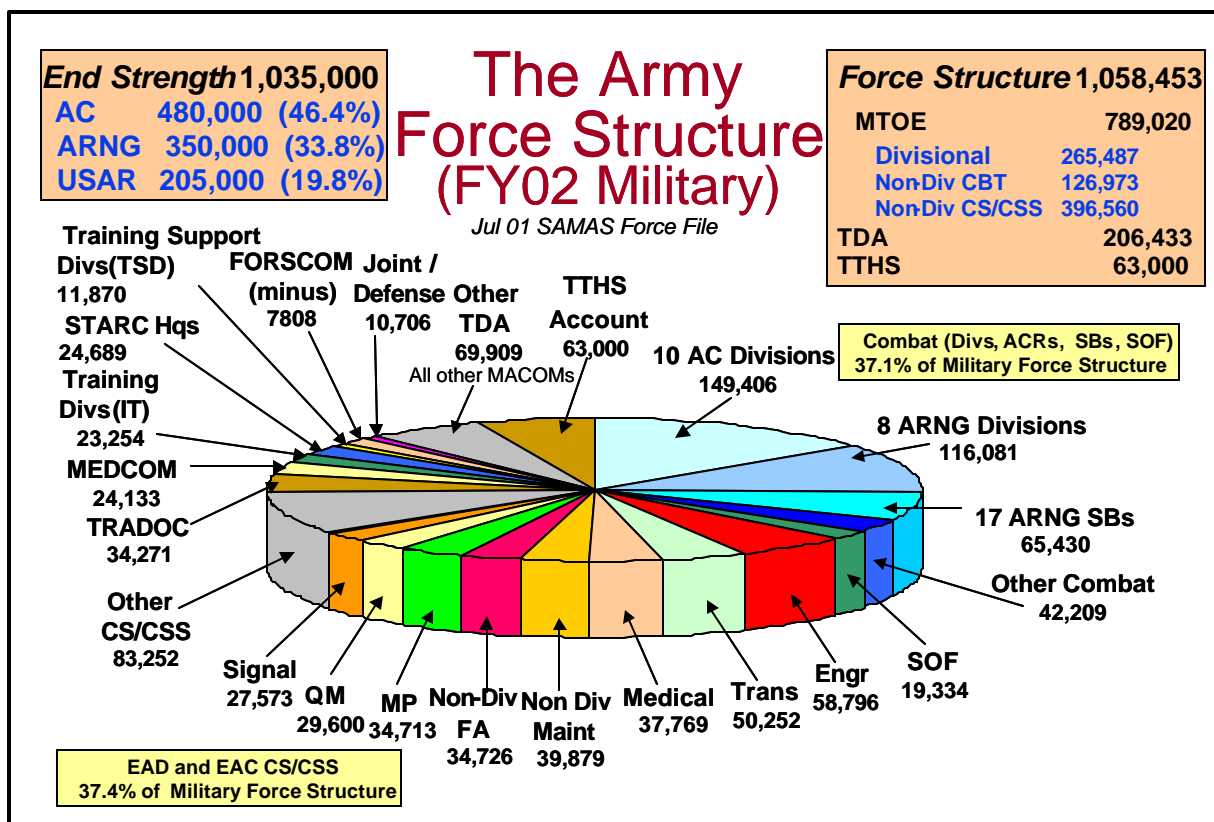 The Army
Force Structure
(FY02 Military)
Jul 01 SAMAS Force File
End Strength 1,035,000
AC 480,000 (46.4%)
ARNG 350,000 (33.8%)
USAR 205,000 (19.8%)
Force Structure 1,058,453
MTOE 789,020
Divisional 265,487
Non-Div CBT 126,973
Non-Div CS/CSS 396,560
TDA 206,433
TTHS 63,000
Combat (Divs, ACRs, SBs, SOF)
37.1% of Military Force Structure
Training Support
Divs(TSD)
11,870
FORSCOM
(minus)
7808
Joint /
Defense
10,706
Other
TDA
69,909
All other MACOMs
TTHS
Account
63,000
10 AC Divisions
149,406
8 ARNG Divisions
116,081
17 ARNG SBs
65,430
Other Combat
42,209
SOF
19,334
Engr
58,796
Trans
50,252
Medical
37,769
Non Div
Maint
39,879
Non-Div
FA
34,726
MP
34,713
QM
29,600
Signal
27,573
Other
CS/CSS
83,252
TRADOC
34,271
MEDCOM
24,133
Training
Divs(IT)
23,254
STARC Hqs
24,689
EAD and EAC CS/CSS
37.4% of Military Force Structure